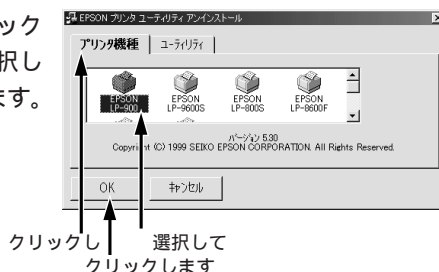 ック
択し
ます。
EPSON プリンタ ユーティリティ アンインストール
プリンタ機種 ユーティリティ
EPSON LP-900 EPSON LP-9600S EPSON LP-800S EPSON LP-8600F
バージョン 5.30
Copyright (C) 1999 SEIKO EPSON CORPORATION. All Rights Reserved.
OK キャンセル
クリックし 選択して
クリックします